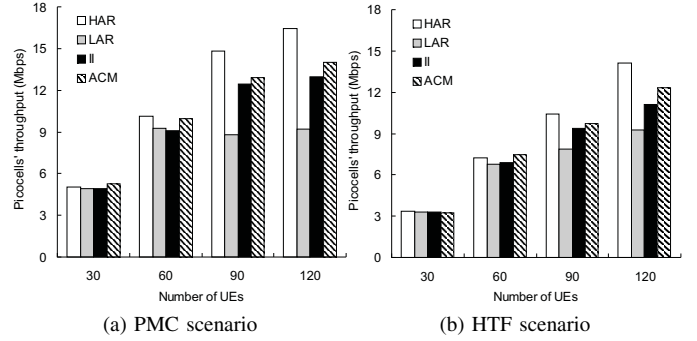 Picocells' throughput (Mbps)
18
15
12
9
6
3
0
HAR
LAR
II
ACM
30
60
90
120
Number of UEs
(a) PMC scenario
Picocells' throughput (Mbps)
18
15
12
9
6
3
0
HAR
LAR
II
ACM
30
60
90
120
Number of UEs
(b) HTF scenario